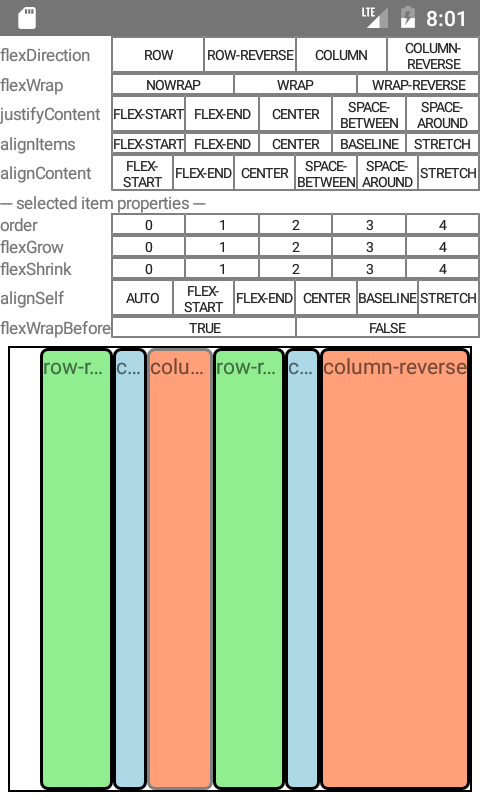 LTE 8:01
flexDirection ROW ROW-REVERSE COLUMN COLUMN-
REVERSE
flexWrap NOWRAP WRAP WRAP-REVERSE
justifyContent FLEX-START FLEX-END CENTER SPACE-
BETWEEN SPACE-
AROUND
alignItems FLEX-START FLEX-END CENTER BASELINE STRETCH
alignContent FLEX-
START FLEX-END CENTER SPACE-
BETWEEN SPACE-
AROUND STRETCH
— selected item properties —
order 0 1 2 3 4
flexGrow 0 1 2 3 4
flexShrink 0 1 2 3 4
alignSelf AUTO FLEX-
START FLEX-END CENTER BASELINE STRETCH
flexWrapBefore TRUE FALSE
row-r... c... colu... row-r... c... column-reverse